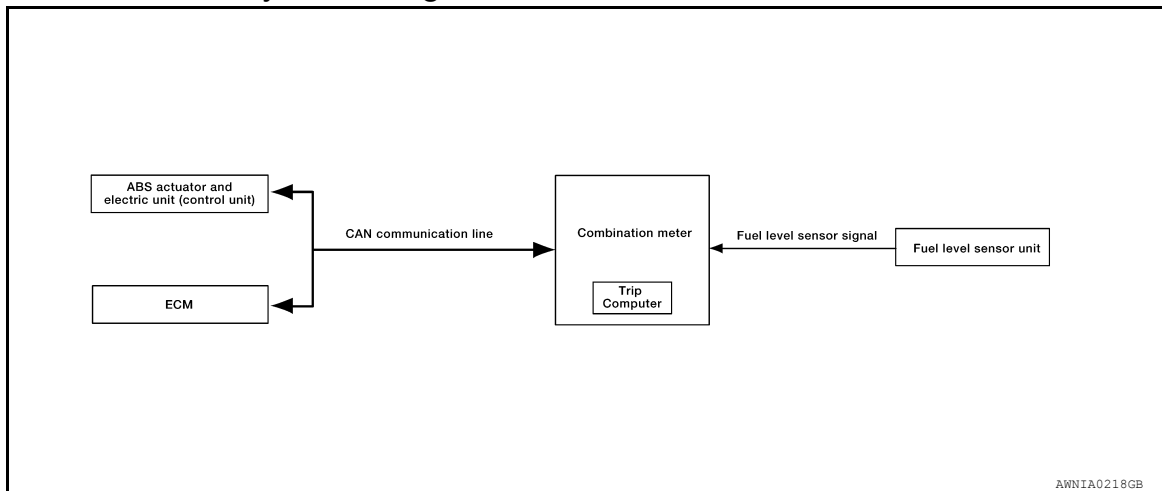 ABS actuator and
electric unit (control unit)
CAN communication line
ECM
Combination meter
Trip
Computer
Fuel level sensor signal
Fuel level sensor unit
AWNIA0218GB